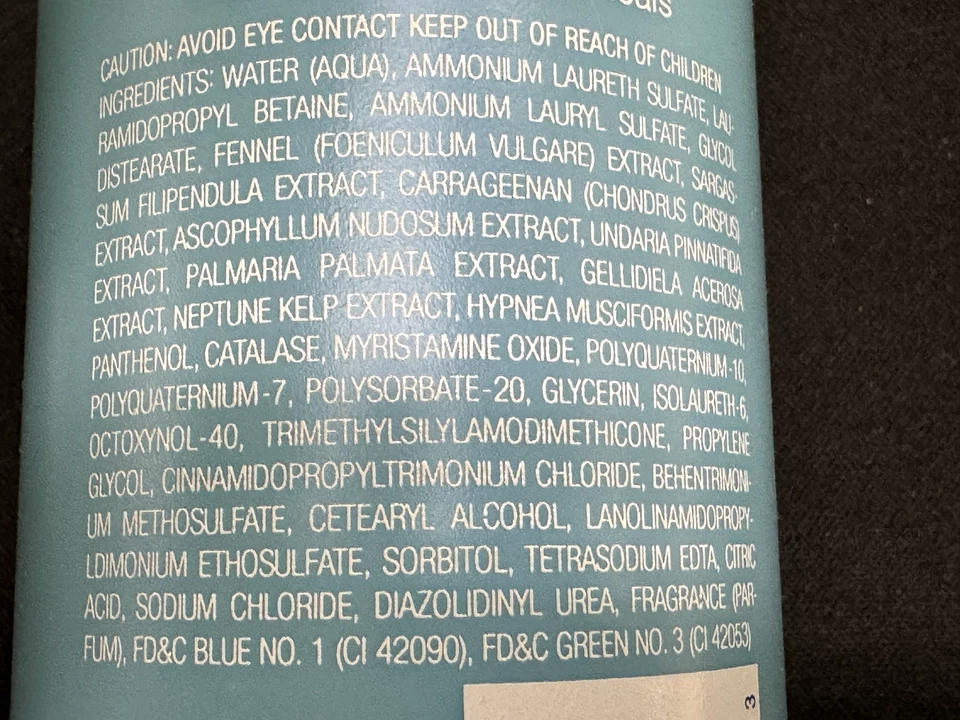 CAUTION: AVOID EYE CONTACT KEEP OUT OF REACH OF CHILDREN
INGREDIENTS: WATER (AQUA), AMMONIUM LAURETH SULFATE, LAU-
RAMIDOPROPYL BETAINE, AMMONIUM LAURYL SULFATE, GLYCOL
DISTEARATE, FENNEL (FOENICULUM VULGARE) EXTRACT, SARGAS-
SUM FILIPENDULA EXTRACT, CARRAGEENAN (CHONDRUS CRISPUS)
EXTRACT, ASCOPHYLLUM NUDOSUM EXTRACT, UNDARIA PINNATIFIDA
EXTRACT, PALMARIA PALMATA EXTRACT, GELLIDIELA ACEROSA
EXTRACT, NEPTUNE KELP EXTRACT, HYPNEA MUSCIFORMIS EXTRACT,
PANTHENOL, CATALASE, MYRISTAMINE OXIDE, POLYQUATERNIUM-10,
POLYQUATERNIUM-7, POLYSORBATE-20, GLYCERIN, ISOLAURETH-6,
OCTOXYNOL-40, TRIMETHYLSILYLAMODIMETHICONE, PROPYLENE
GLYCOL, CINNAMIDOPROPYLTRIMONIUM CHLORIDE, BEHENTRIMONI-
UM METHOSULFATE, CETEARYL ALCOHOL, LANOLINAMIDOPROPY-
LDIMONIUM ETHOSULFATE, SORBITOL, TETRASODIUM EDTA, CITRIC
ACID, SODIUM CHLORIDE, DIAZOLIDINYL UREA, FRAGRANCE (PAR-
FUM), FD&C BLUE NO. 1 (CI 42090), FD&C GREEN NO. 3 (CI 42053)
3